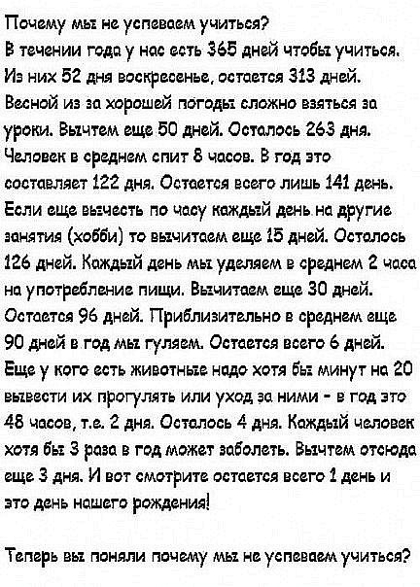 Почему мы не успеваем учиться?
В течении года у нас есть 365 дней чтобы учиться.
Из них 52 дня воскресенье, остается 313 дней.
Весной из за хорошей погоды сложно взяться за
уроки. Вычтем еще 50 дней. Осталось 263 дня.
Человек в среднем спит 8 часов. В год это
составляет 122 дня. Остается всего лишь 141 день.
Если еще вычесть по часу каждый день на другие
занятия (хобби) то вычитаем еще 15 дней. Осталось
126 дней. Каждый день мы уделяем в среднем 2 часа
на употребление пищи. Вычитаем еще 30 дней.
Остается 96 дней. Приблизительно в среднем еще
90 дней в год мы гуляем. Остается всего 6 дней.
Еще у кого есть животные надо хотя бы минут на 20
вывести их прогулять или уход за ними - в год это
48 часов, т.е. 2 дня. Осталось 4 дня. Каждый человек
хотя бы 3 раза в год может заболеть. Вычтем отсюда
еще 3 дня. И вот смотрите остается всего 1 день и
это день нашего рождения!
Теперь вы поняли почему мы не успеваем учиться?